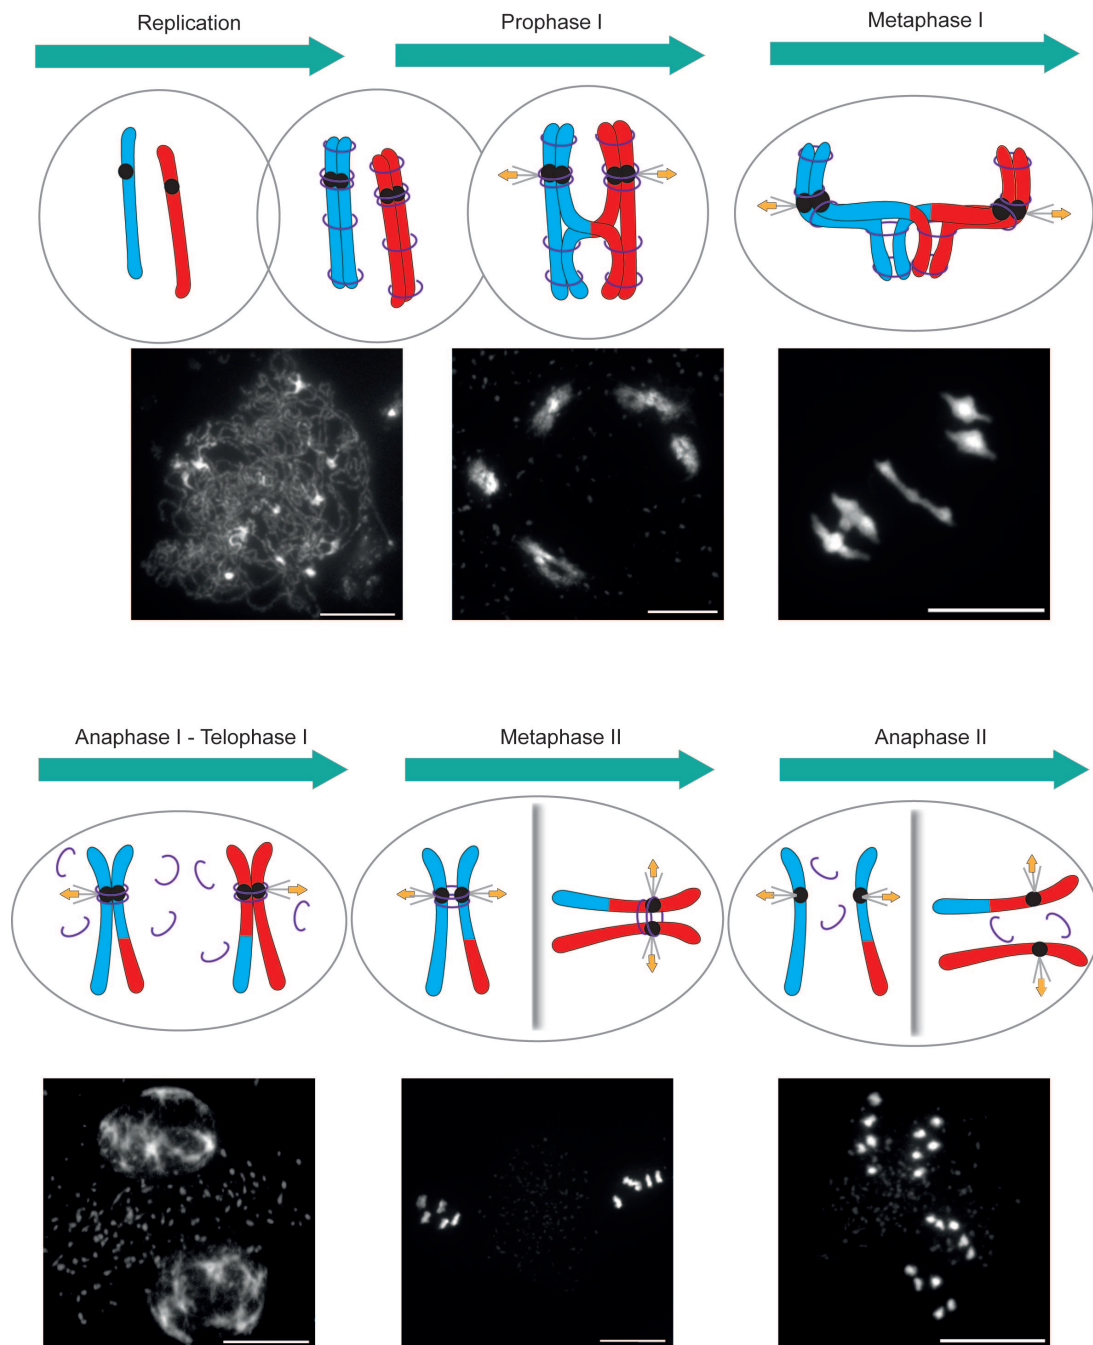 Replication
Prophase I
Metaphase I
Anaphase I - Telophase I
Metaphase II
Anaphase II